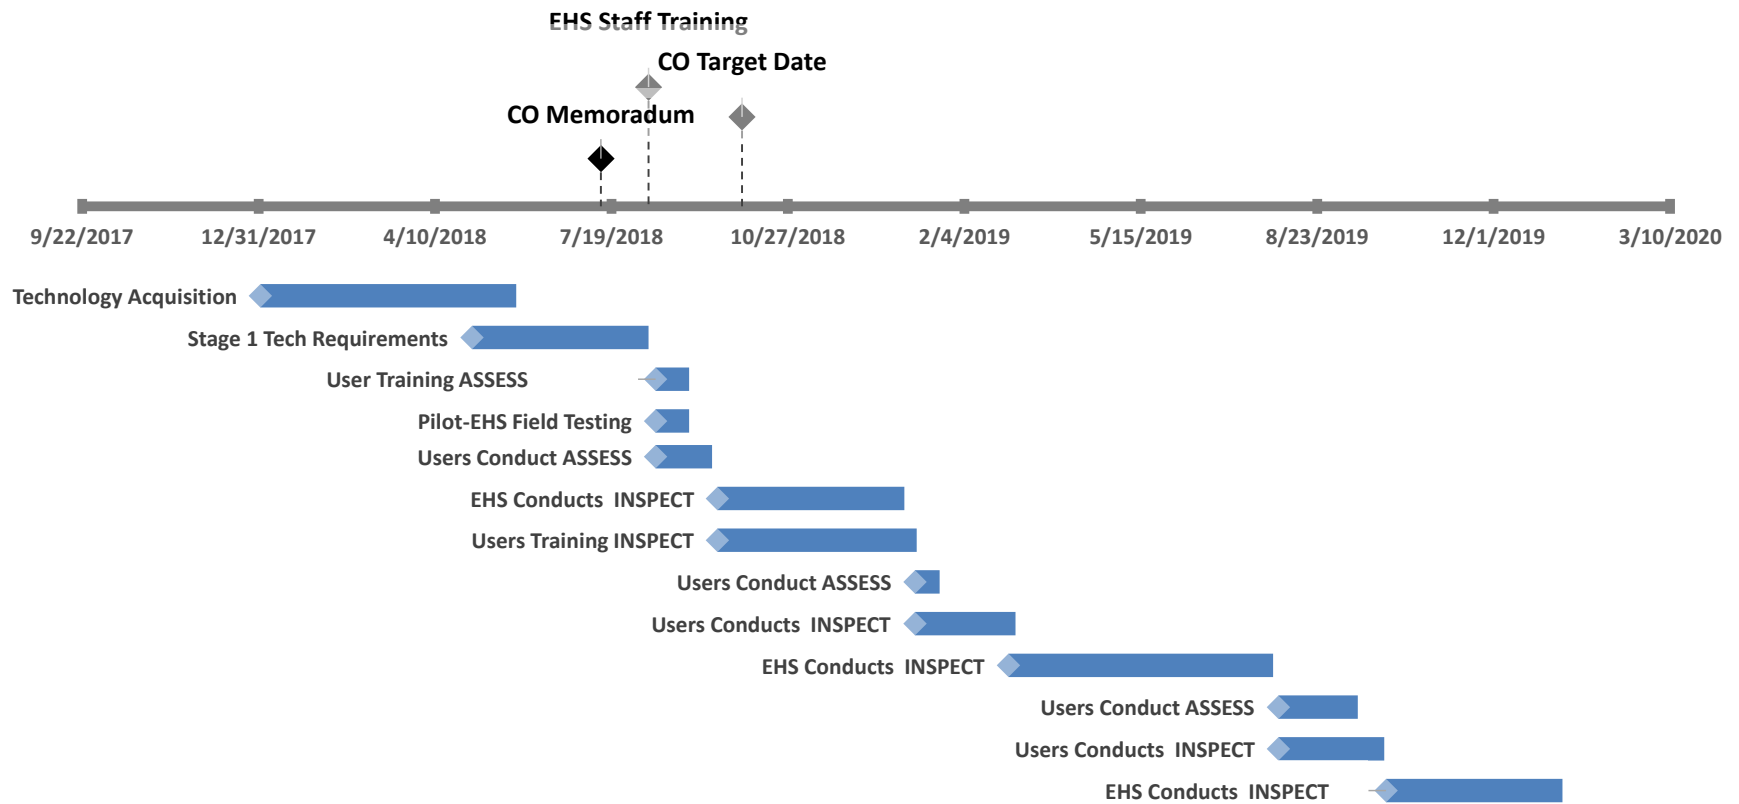 EHS Staff Training
CO Target Date
CO Memoradum
9/22/2017 12/31/2017 4/10/2018 7/19/2018 10/27/2018 2/4/2019 5/15/2019 8/23/2019 12/1/2019 3/10/2020
Technology Acquisition
Stage 1 Tech Requirements
User Training ASSESS
Pilot-EHS Field Testing
Users Conduct ASSESS
EHS Conducts  INSPECT
Users Training INSPECT
Users Conduct ASSESS
Users Conducts  INSPECT
EHS Conducts  INSPECT
Users Conduct ASSESS
Users Conducts  INSPECT
EHS Conducts  INSPECT